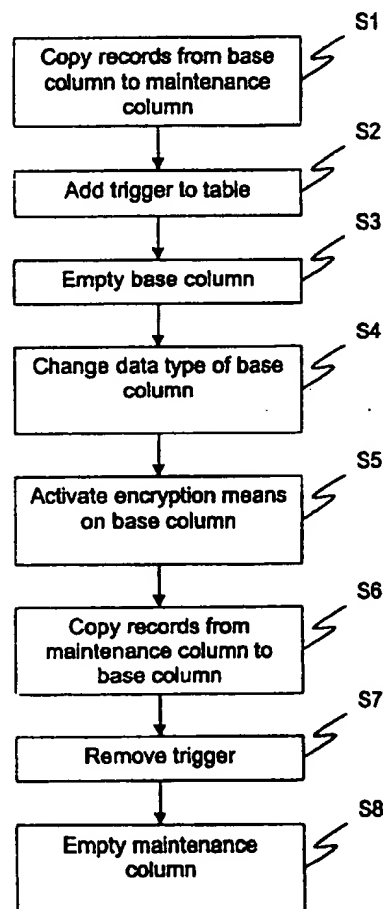 S1
Copy records from base
column to maintenance
column
S2
Add trigger to table
S3
Empty base column
S4
Change data type of base
column
S5
Activate encryption means
on base column
S6
Copy records from
maintenance column to
base column
S7
Remove trigger
S8
Empty maintenance
column